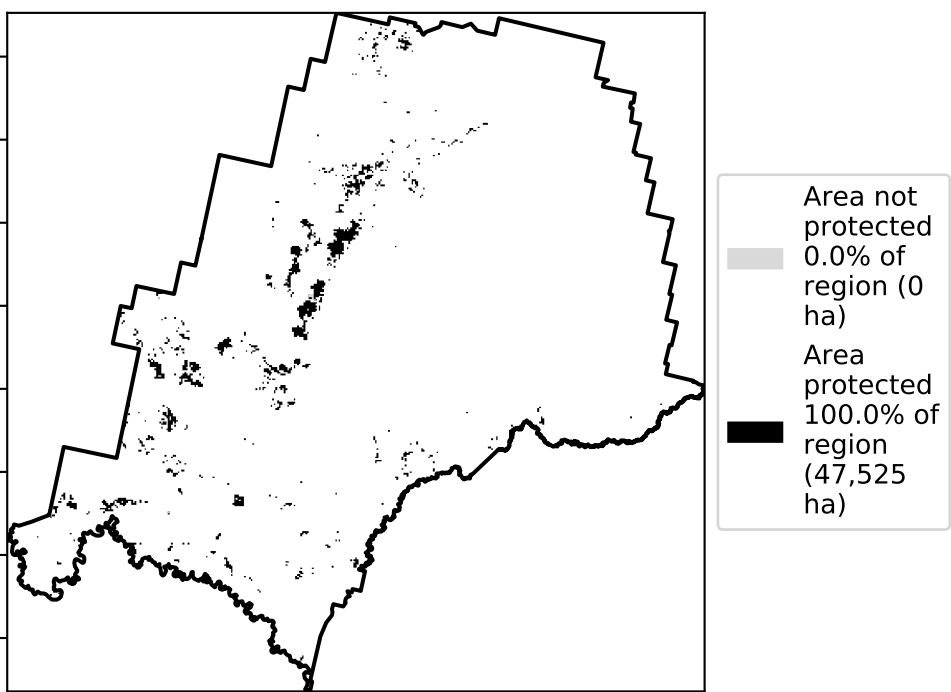 Area not
protected
0.0% of
region (0
ha)
Area
protected
100.0% of
region
(47,525
ha)